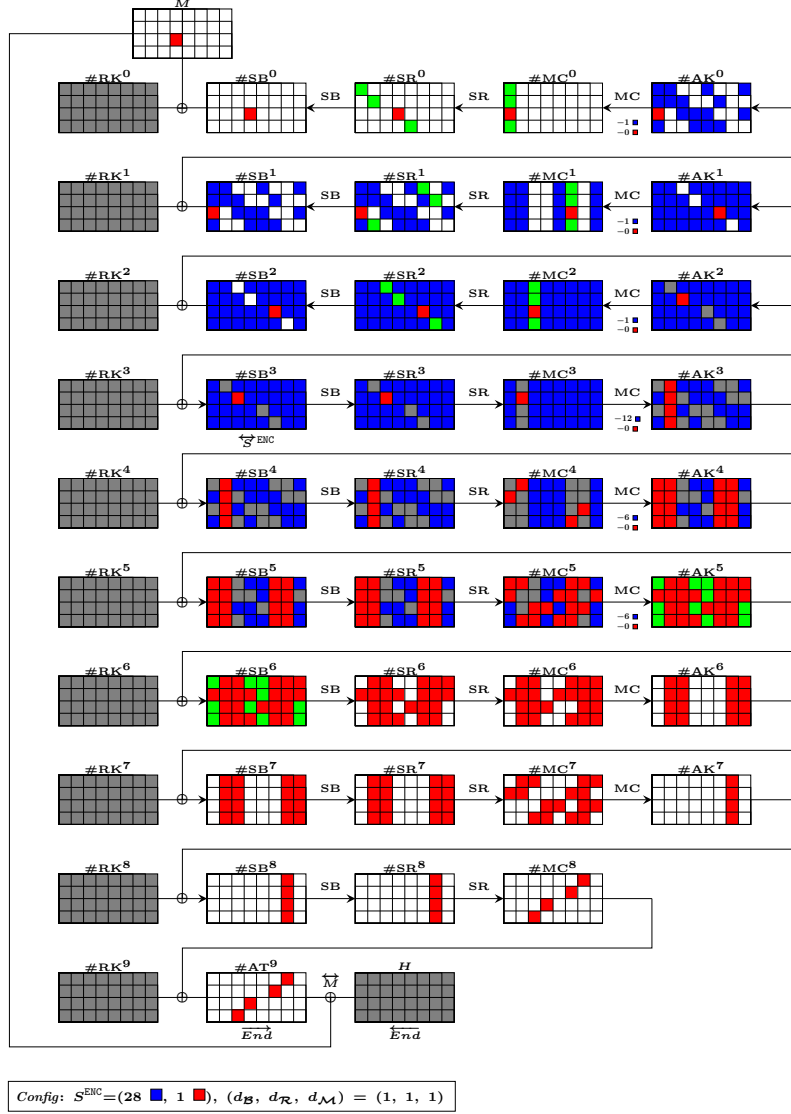 M
#RK⁰ #SB⁰ SB #SR⁰ SR #MC⁰ MC #AK⁰
−1
−0
#RK¹ #SB¹ SB #SR¹ SR #MC¹ MC #AK¹
−1
−0
#RK² #SB² SB #SR² SR #MC² MC #AK²
−1
−0
#RK³ #SB³ SB #SR³ SR #MC³ MC #AK³
−12
−0
S ENC
#RK⁴ #SB⁴ SB #SR⁴ SR #MC⁴ MC #AK⁴
−6
−0
#RK⁵ #SB⁵ SB #SR⁵ SR #MC⁵ MC #AK⁵
−6
−0
#RK⁶ #SB⁶ SB #SR⁶ SR #MC⁶ MC #AK⁶
#RK⁷ #SB⁷ SB #SR⁷ SR #MC⁷ MC #AK⁷
#RK⁸ #SB⁸ SB #SR⁸ SR #MC⁸
#RK⁹ #AT⁹ M H
End End
Config: S^ENC=(28 , 1 ), (d_B, d_R, d_M) = (1, 1, 1)